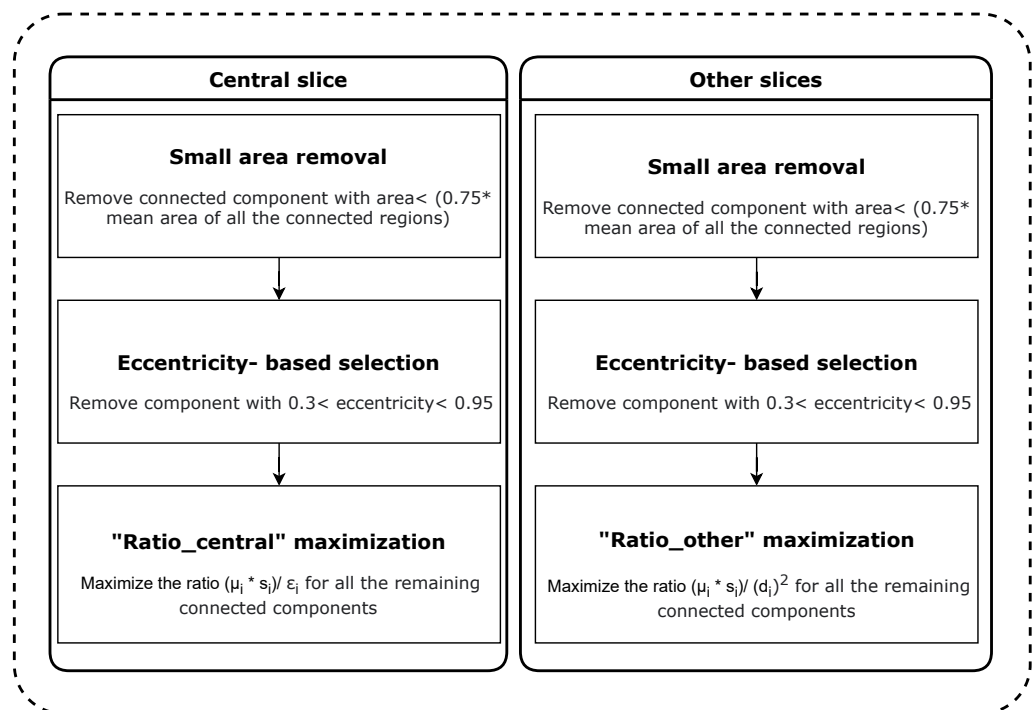 Central slice
Small area removal
Remove connected component with area< (0.75*
mean area of all the connected regions)
Eccentricity- based selection
Remove component with 0.3< eccentricity< 0.95
"Ratio_central" maximization
Maximize the ratio (μᵢ * sᵢ)/ εᵢ for all the remaining
connected components
Other slices
Small area removal
Remove connected component with area< (0.75*
mean area of all the connected regions)
Eccentricity- based selection
Remove component with 0.3< eccentricity< 0.95
"Ratio_other" maximization
Maximize the ratio (μᵢ * sᵢ)/ (dᵢ)² for all the remaining
connected components